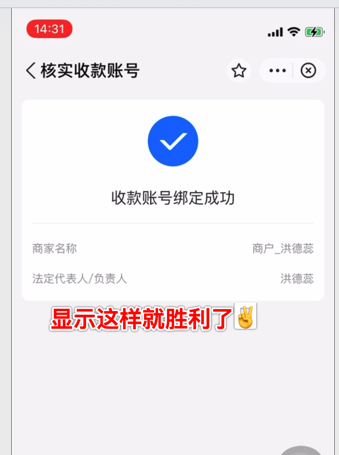 14:31
核实收款账号
收款账号绑定成功
商家名称 商户_洪德蕊
法定代表人/负责人 洪德蕊
显示这样就胜利了✌